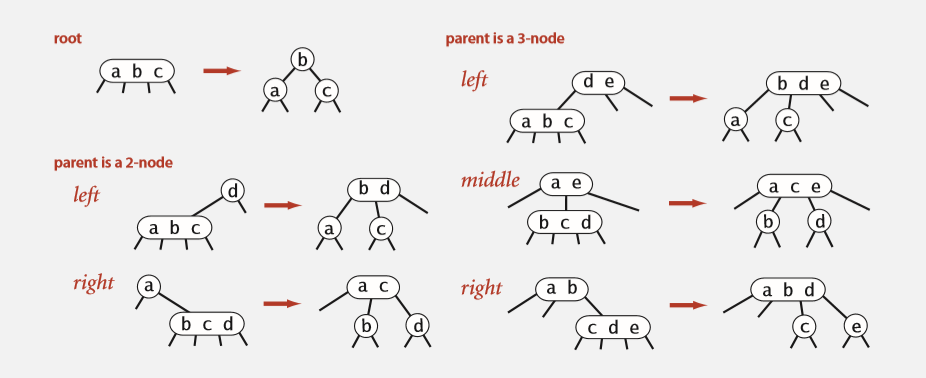 root
a b c
b
a
c
parent is a 2-node
left
d
a b c
b d
a
c
right
a
b c d
a c
b
d
parent is a 3-node
left
d e
a b c
b d e
a
c
middle
a e
b c d
a c e
b
d
right
a b
c d e
a b d
c
e